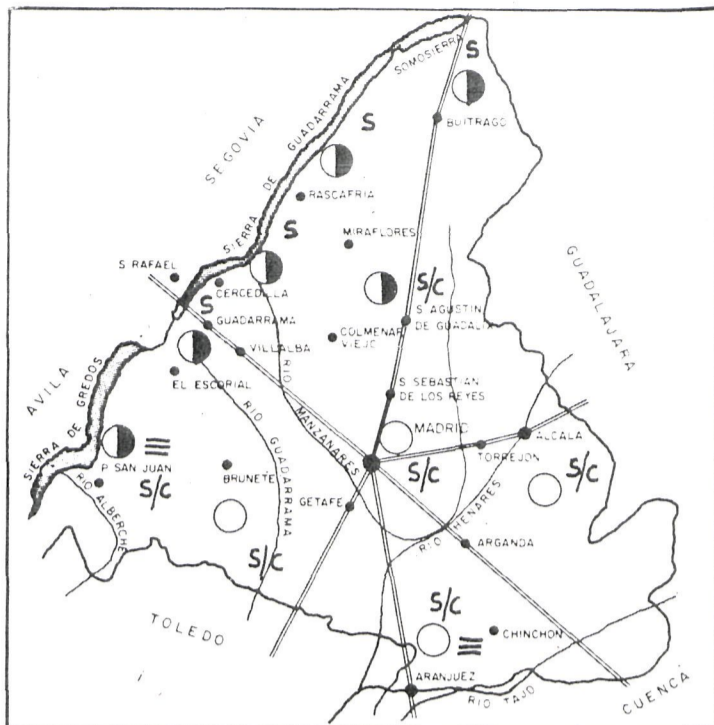 SOMOSIERRA
S
BUITRAGO
SEGOVIA
SIERRA DE GUADARRAMA
S
RASCAFRIA
S
MIRAFLORES
S RAFAEL
CERCEDILLA
S
S/C
GUADALAJARA
GUADARRAMA
S AGUSTIN
DE GUADALIX
COLMENAR
VIEJO
VILLALBA
AVILA
EL ESCORIAL
RIO MANZANARES
S SEBASTIAN
DE LOS REYES
SIERRA DE GREDOS
RIO GUADARRAMA
MADRID
ALCALA
TORREJON
P SAN JUAN
S/C
BRUNETE
S/C
S/C
RIO ALBERCHE
GETAFE
RIO HENARES
ARGANDA
S/C
TOLEDO
S/C
CHINCHON
ARANJUEZ
RIO TAJO
CUENCA